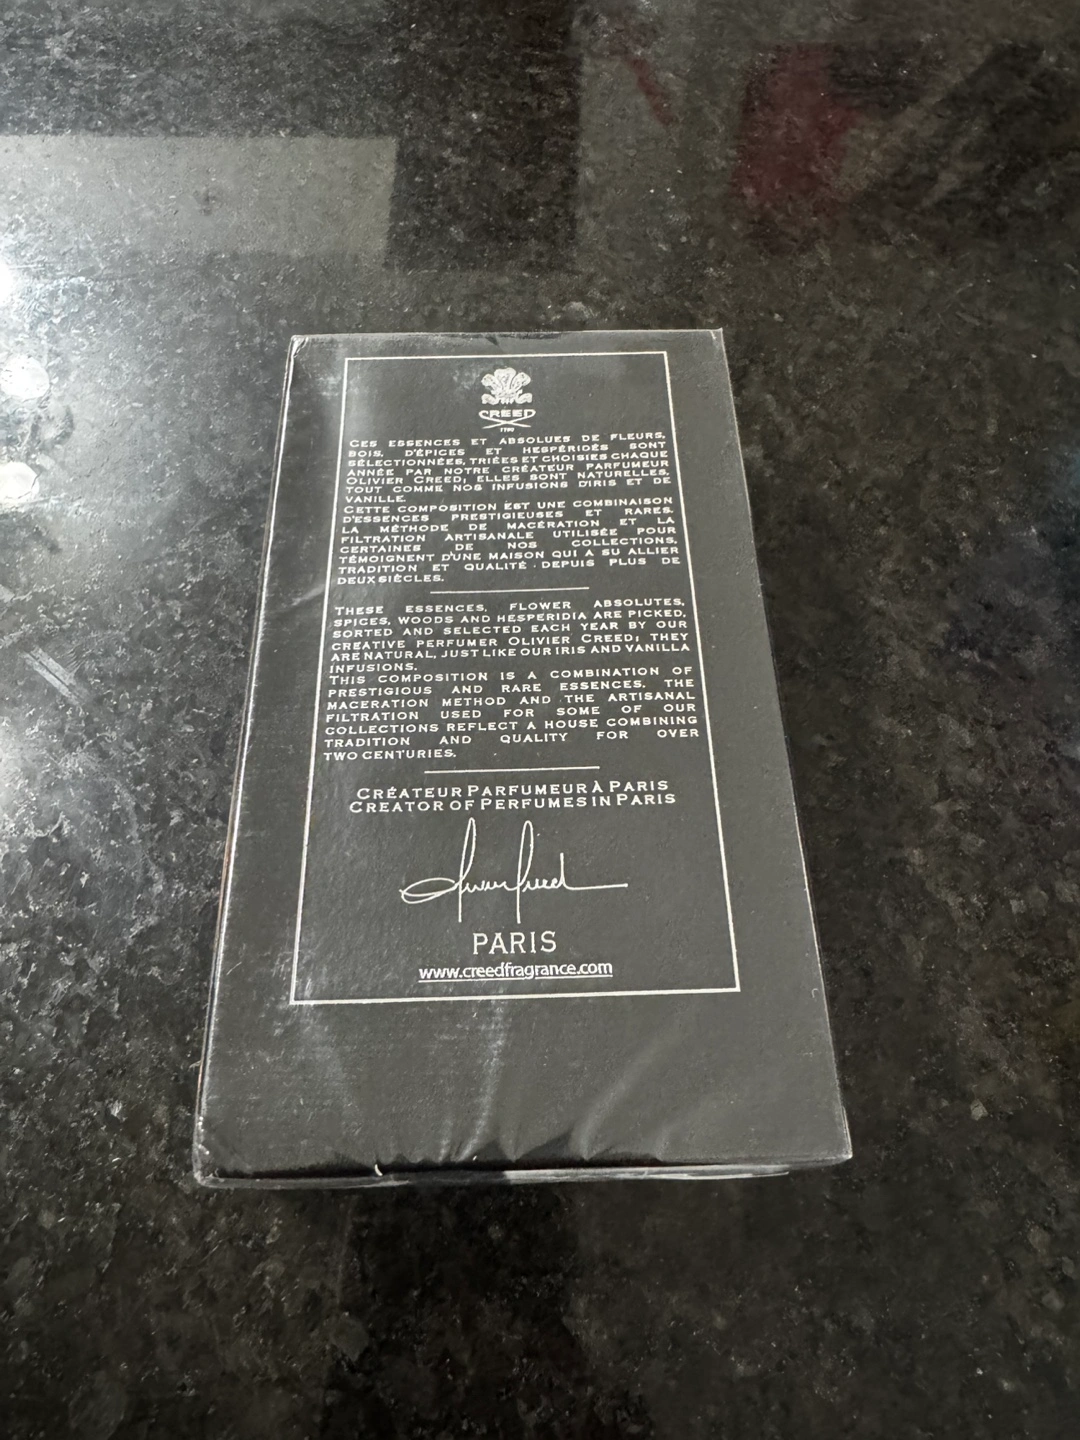 CREED
1760
CES ESSENCES ET ABSOLUES DE FLEURS,
BOIS, D'ÉPICES ET HESPÉRIDÉS SONT
SÉLECTIONNÉES, TRIÉES ET CHOISIES CHAQUE
ANNÉE PAR NOTRE CRÉATEUR PARFUMEUR
OLIVIER CREED; ELLES SONT NATURELLES,
TOUT COMME NOS INFUSIONS D'IRIS ET DE
VANILLE.
CETTE COMPOSITION EST UNE COMBINAISON
D'ESSENCES PRESTIGIEUSES ET RARES.
LA MÉTHODE DE MACÉRATION ET LA
FILTRATION ARTISANALE UTILISÉE POUR
CERTAINES DE NOS COLLECTIONS,
TÉMOIGNENT D'UNE MAISON QUI A SU ALLIER
TRADITION ET QUALITÉ DEPUIS PLUS DE
DEUX SIÈCLES.
THESE ESSENCES, FLOWER ABSOLUTES,
SPICES, WOODS AND HESPERIDIA ARE PICKED,
SORTED AND SELECTED EACH YEAR BY OUR
CREATIVE PERFUMER OLIVIER CREED; THEY
ARE NATURAL, JUST LIKE OUR IRIS AND VANILLA
INFUSIONS.
THIS COMPOSITION IS A COMBINATION OF
PRESTIGIOUS AND RARE ESSENCES. THE
MACERATION METHOD AND THE ARTISANAL
FILTRATION USED FOR SOME OF OUR
COLLECTIONS REFLECT A HOUSE COMBINING
TRADITION AND QUALITY FOR OVER
TWO CENTURIES.
CRÉATEUR PARFUMEUR À PARIS
CREATOR OF PERFUMES IN PARIS
PARIS
www.creedfragrance.com